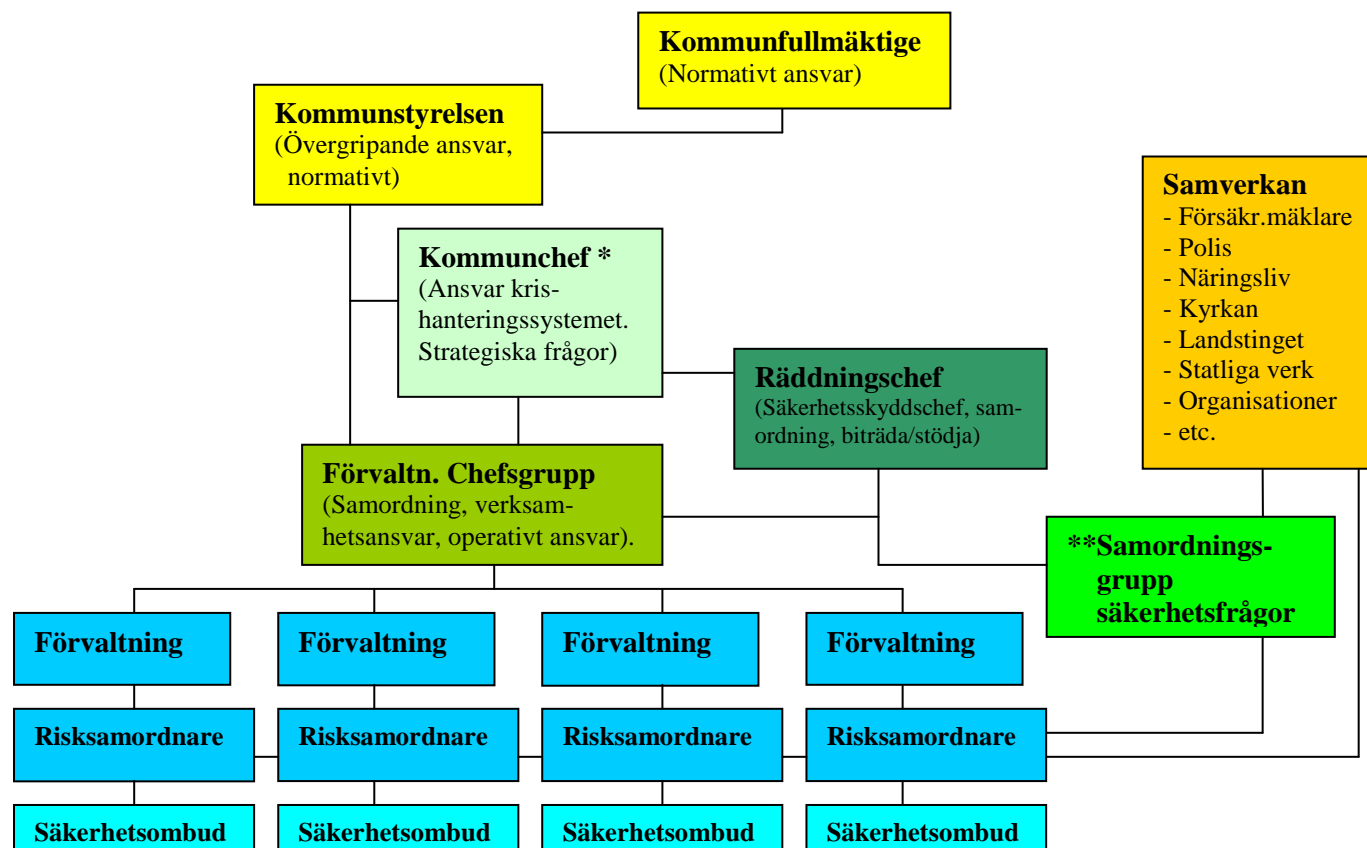 Kommunfullmäktige
(Normativt ansvar)
Kommunstyrelsen
(Övergripande ansvar,
normativt)
Samverkan
- Försäkr.mäklare
- Polis
- Näringsliv
- Kyrkan
- Landstinget
- Statliga verk
- Organisationer
- etc.
Kommunchef *
(Ansvar kris-
hanteringssystemet.
Strategiska frågor)
Räddningschef
(Säkerhetsskyddschef, sam-
ordning, biträda/stödja)
Förvaltn. Chefsgrupp
(Samordning, verksam-
hetsansvar, operativt ansvar).
**Samordnings-
grupp
säkerhetsfrågor
Förvaltning
Förvaltning
Förvaltning
Förvaltning
Risksamordnare
Risksamordnare
Risksamordnare
Risksamordnare
Säkerhetsombud
Säkerhetsombud
Säkerhetsombud
Säkerhetsombud